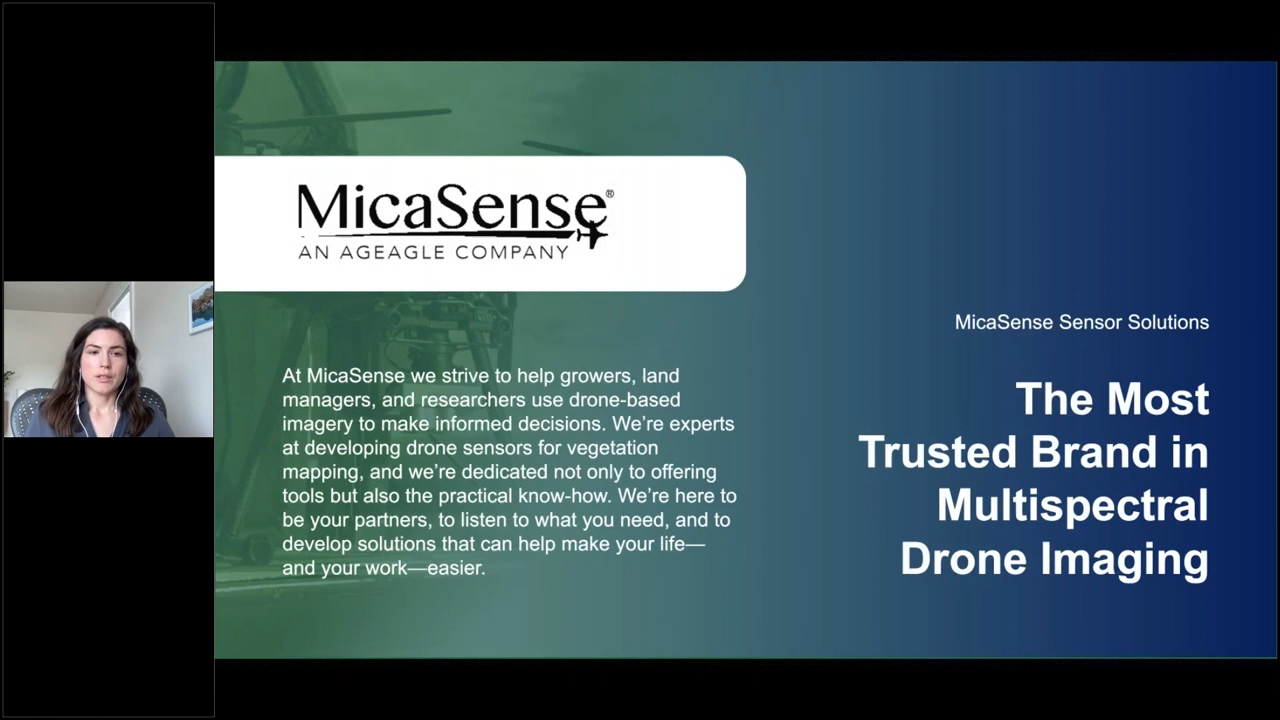 MicaSense®
AN AGEAGLE COMPANY
At MicaSense we strive to help growers, land
managers, and researchers use drone-based
imagery to make informed decisions. We're experts
at developing drone sensors for vegetation
mapping, and we're dedicated not only to offering
tools but also the practical know-how. We're here to
be your partners, to listen to what you need, and to
develop solutions that can help make your life—
and your work—easier.
MicaSense Sensor Solutions
The Most
Trusted Brand in
Multispectral
Drone Imaging